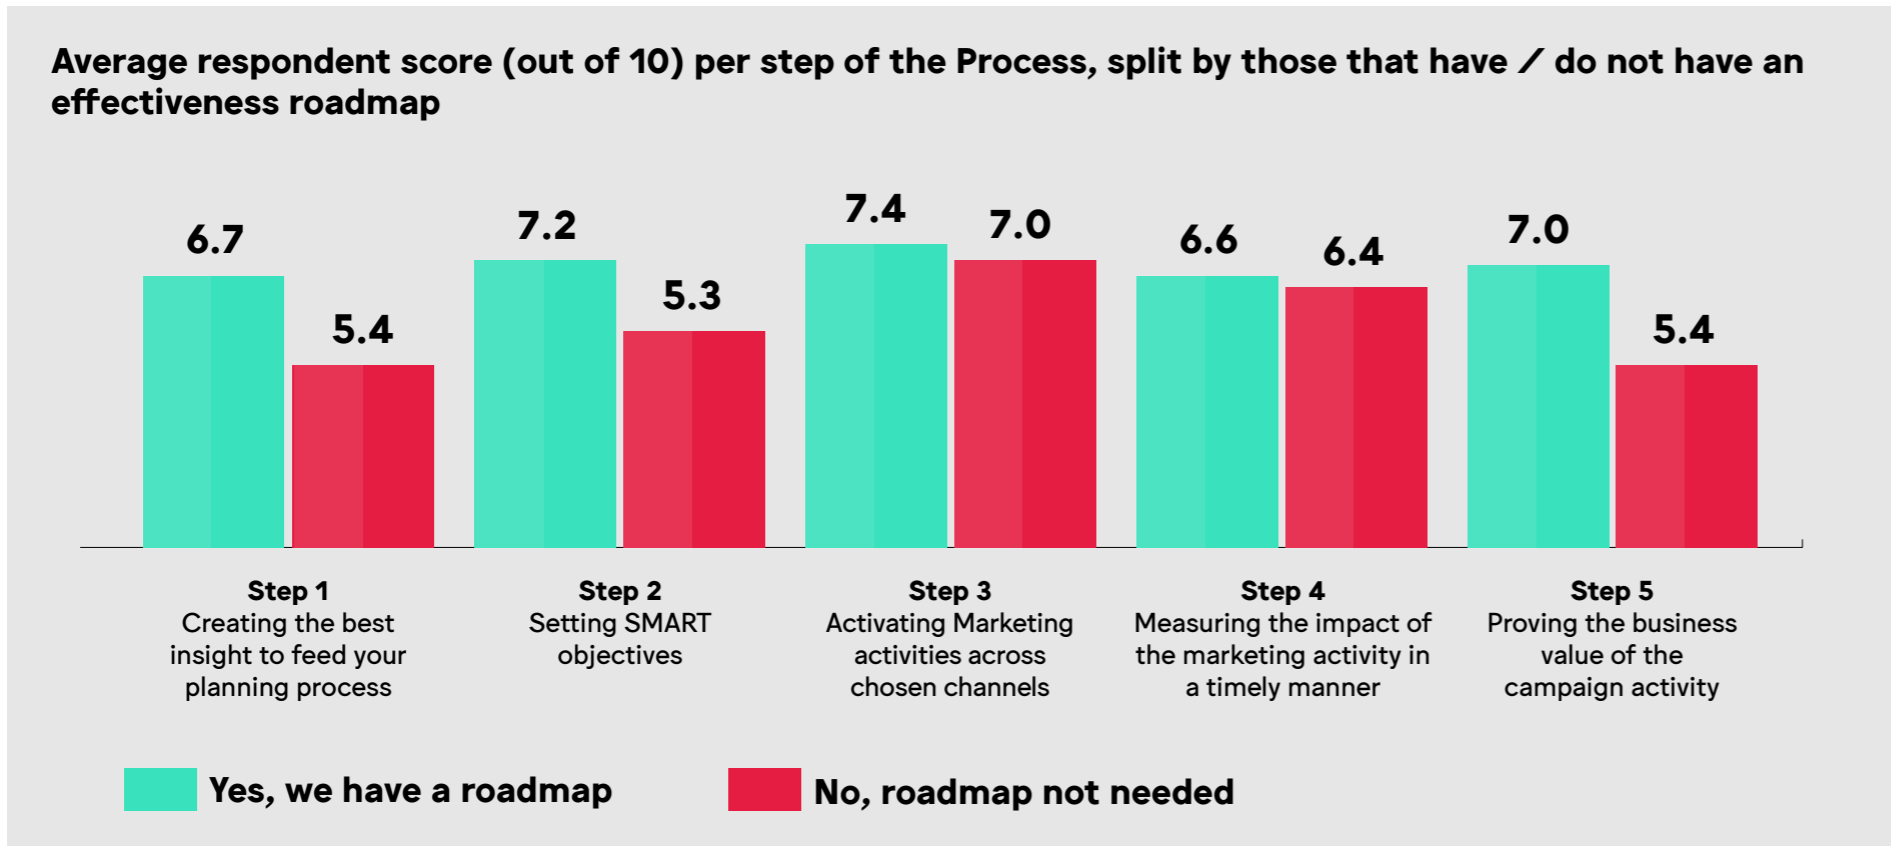 Average respondent score (out of 10) per step of the Process, split by those that have / do not have an
effectiveness roadmap
6.7
5.4
7.2
5.3
7.4
7.0
6.6
6.4
7.0
5.4
Step 1
Creating the best
insight to feed your
planning process
Step 2
Setting SMART
objectives
Step 3
Activating Marketing
activities across
chosen channels
Step 4
Measuring the impact of
the marketing activity in
a timely manner
Step 5
Proving the business
value of the
campaign activity
Yes, we have a roadmap
No, roadmap not needed